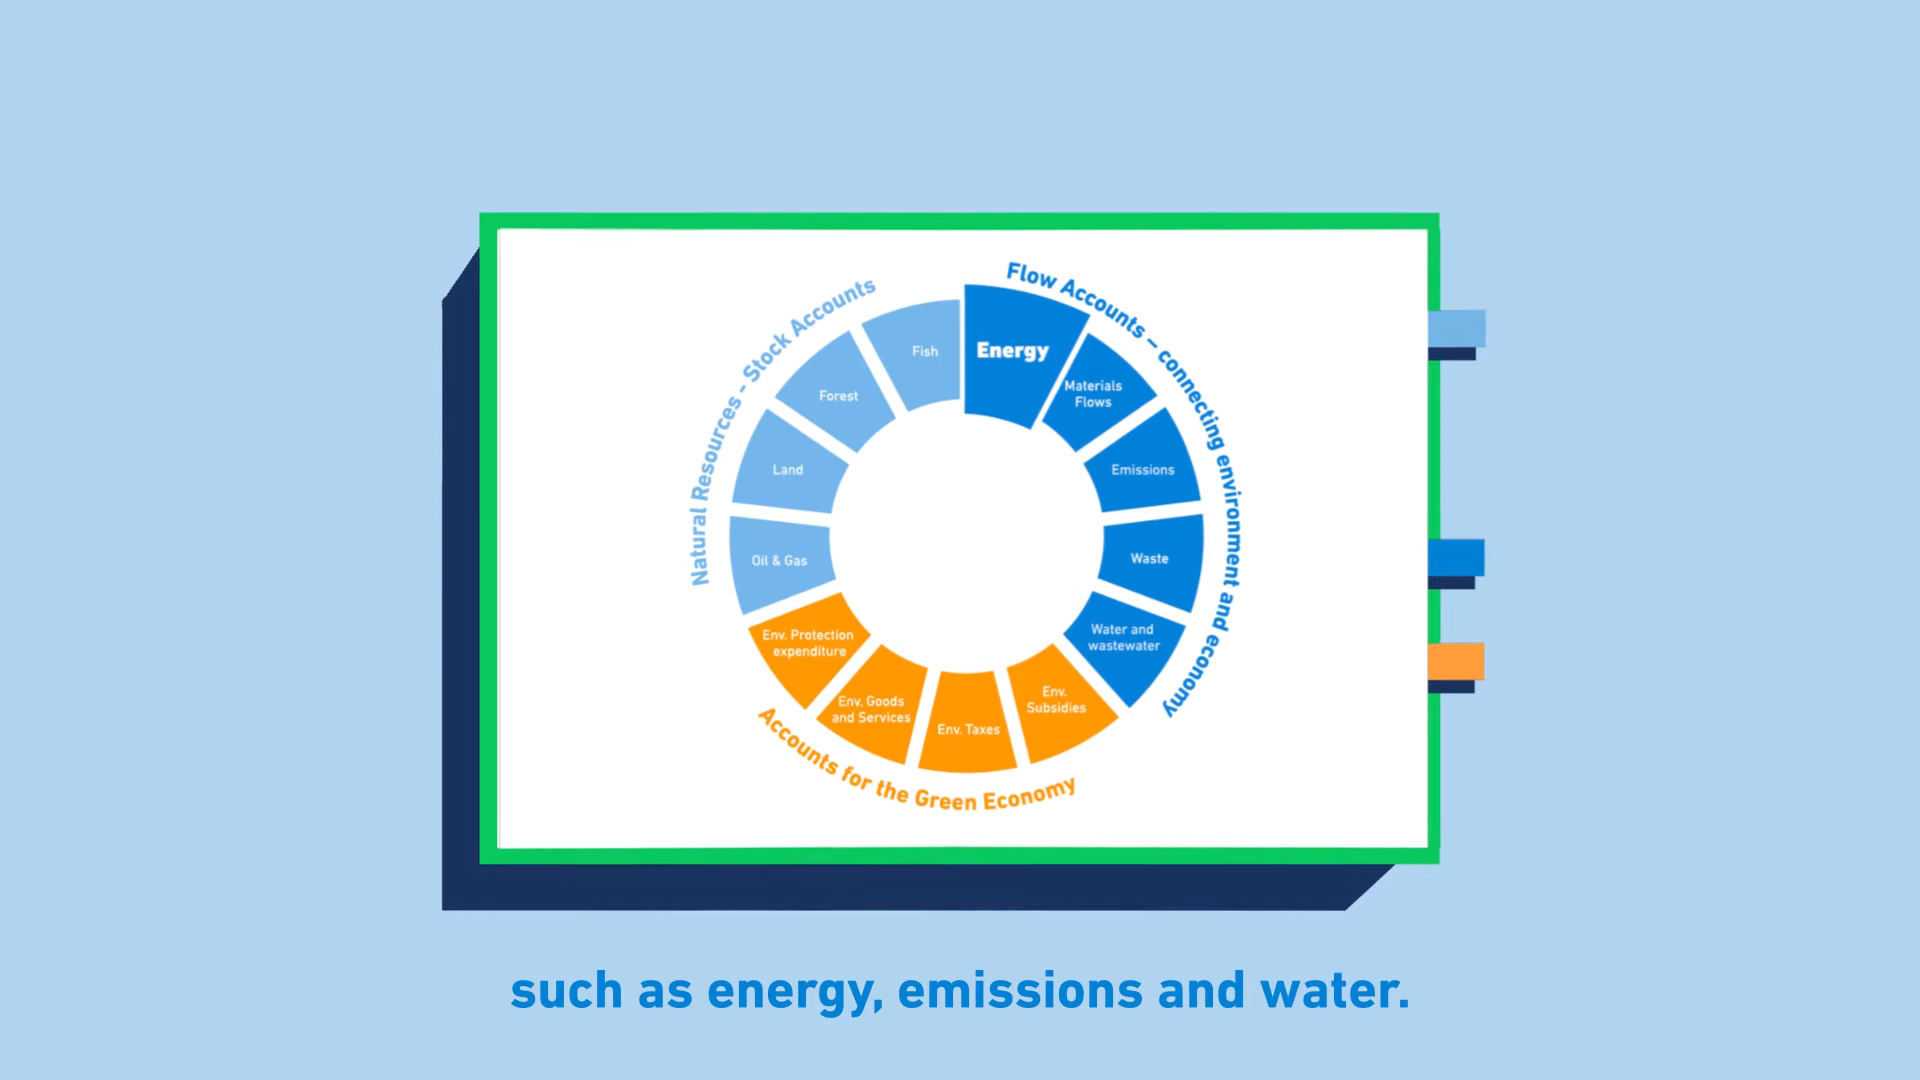 Flow Accounts – connecting environment and economy
Natural Resources - Stock Accounts
Fish
Energy
Forest
Materials
Flows
Land
Emissions
Oil & Gas
Waste
Env. Protection
expenditure
Water and
wastewater
Env. Goods
and Services
Env. Taxes
Env.
Subsidies
Accounts for the Green Economy
such as energy, emissions and water.